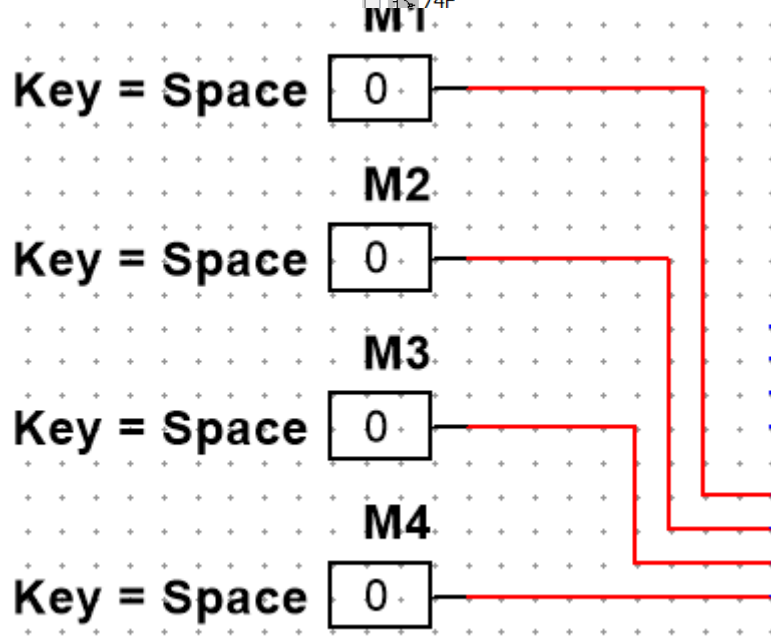 M1
Key = Space 0
M2
Key = Space 0
M3
Key = Space 0
M4
Key = Space 0